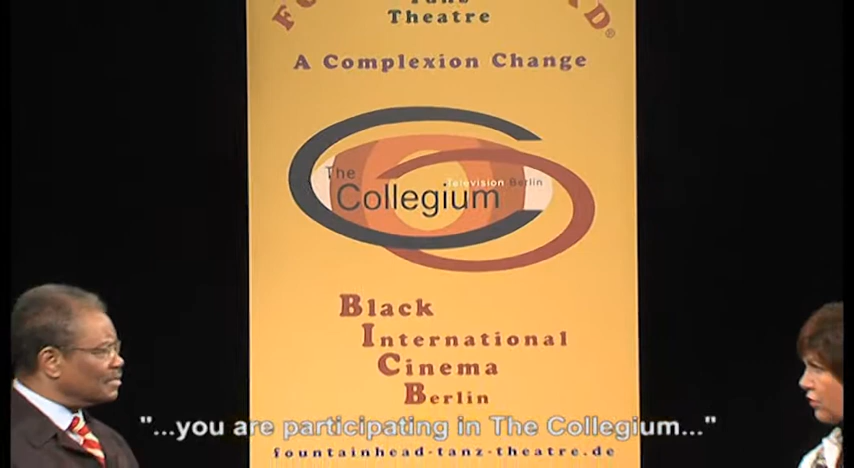 Theatre
A Complexion Change
The
Television Berlin
Collegium
Black
International
Cinema
Berlin
"...you are participating in The Collegium..."
fountainhead-tanz-theatre.de